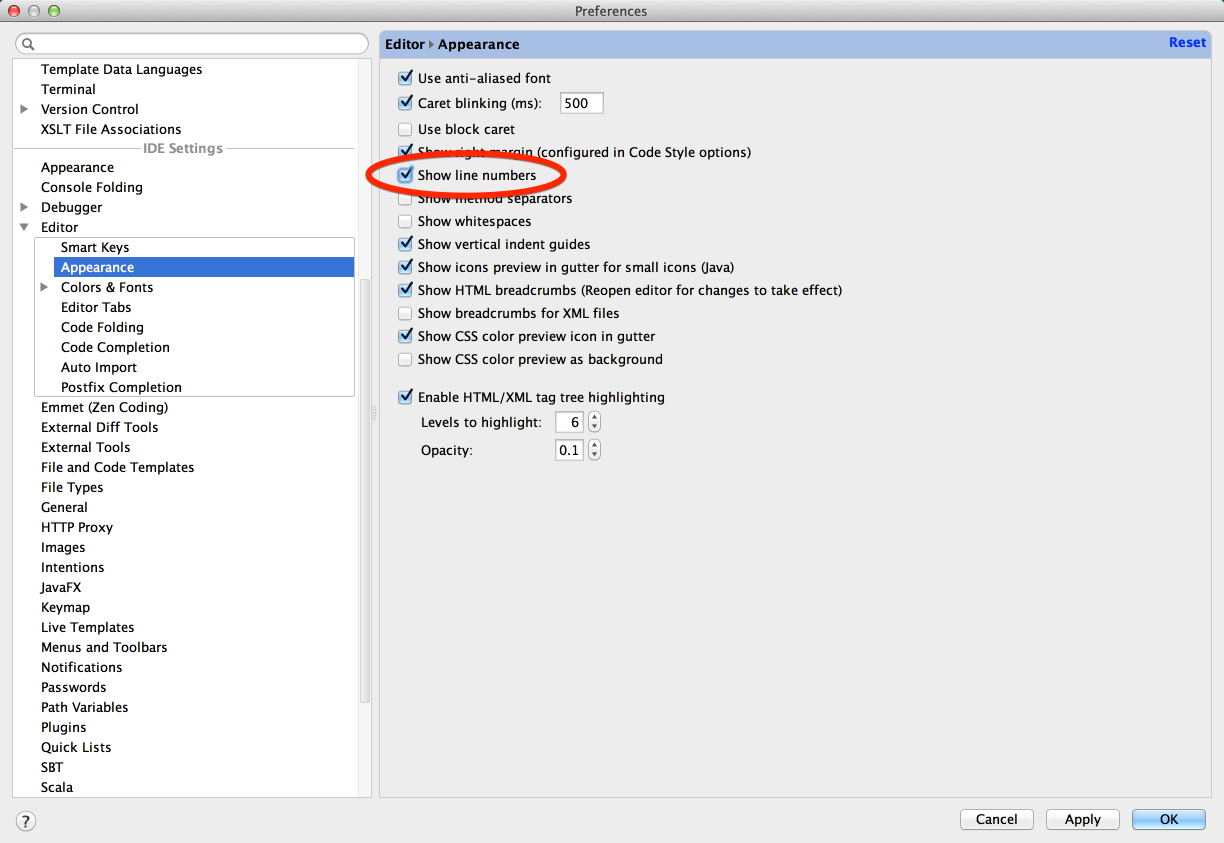 Preferences
Template Data Languages
Terminal
Version Control
XSLT File Associations
IDE Settings
Appearance
Console Folding
Debugger
Editor
Smart Keys
Appearance
Colors & Fonts
Editor Tabs
Code Folding
Code Completion
Auto Import
Postfix Completion
Emmet (Zen Coding)
External Diff Tools
External Tools
File and Code Templates
File Types
General
HTTP Proxy
Images
Intentions
JavaFX
Keymap
Live Templates
Menus and Toolbars
Notifications
Passwords
Path Variables
Plugins
Quick Lists
SBT
Scala
Editor › Appearance
Reset
Use anti-aliased font
Caret blinking (ms): 500
Use block caret
Show right margin (configured in Code Style options)
Show line numbers
Show method separators
Show whitespaces
Show vertical indent guides
Show icons preview in gutter for small icons (Java)
Show HTML breadcrumbs (Reopen editor for changes to take effect)
Show breadcrumbs for XML files
Show CSS color preview icon in gutter
Show CSS color preview as background
Enable HTML/XML tag tree highlighting
Levels to highlight: 6
Opacity: 0.1
?
Cancel
Apply
OK